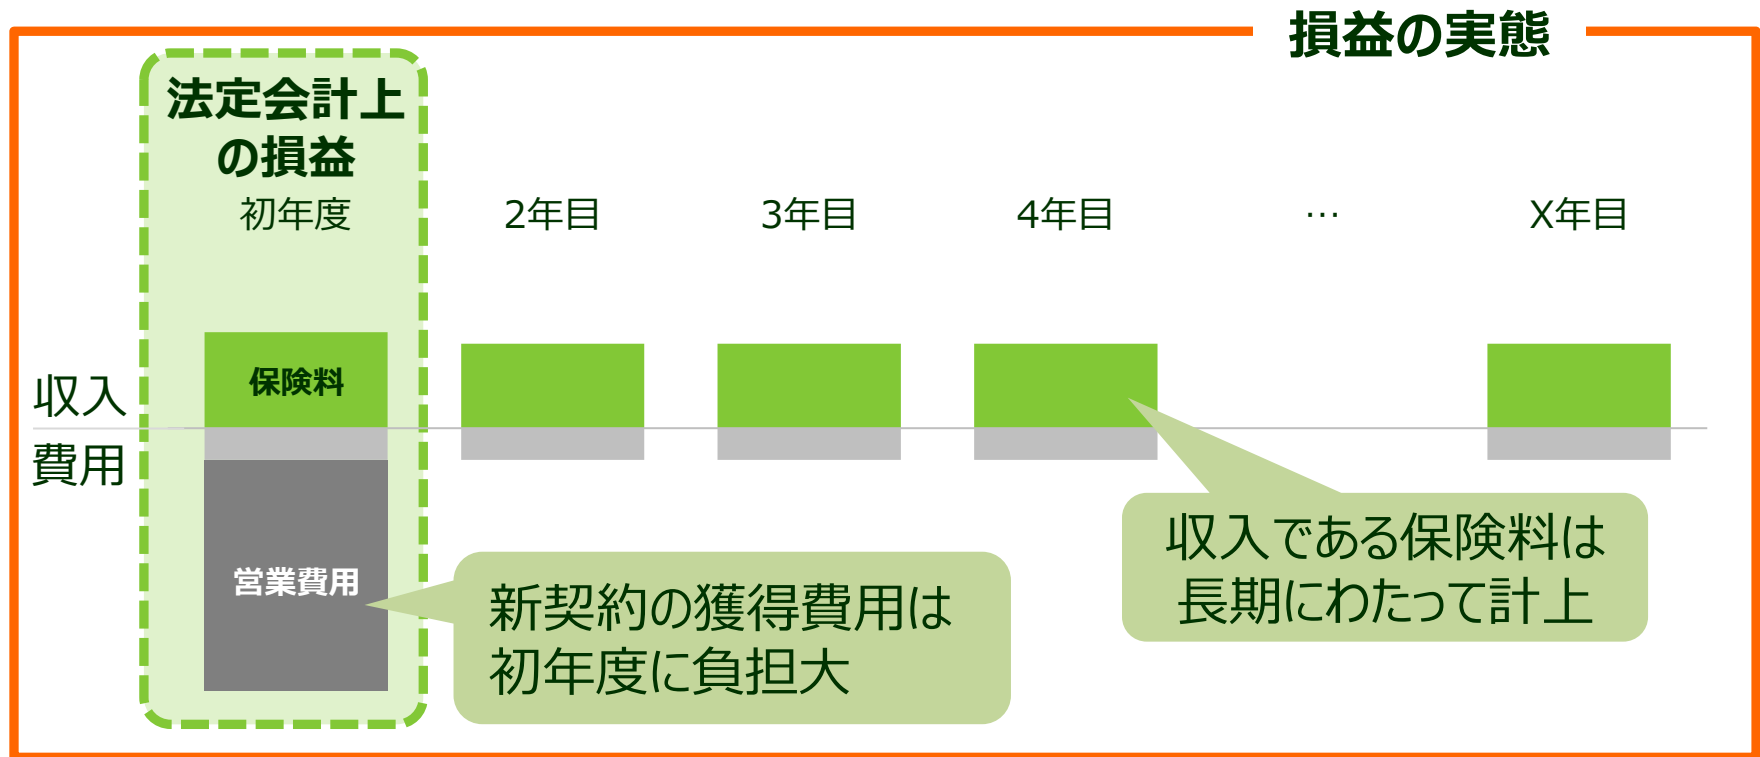 損益の実態
法定会計上
の損益
初年度
2年目
3年目
4年目
…
X年目
保険料
収入
費用
営業費用
新契約の獲得費用は
初年度に負担大
収入である保険料は
長期にわたって計上